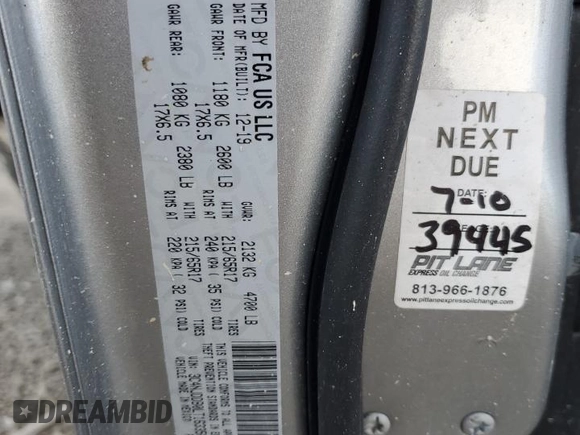 MFD BY FCA US LLC
DATE OF MFR(BUILT): 12-19
GVWR: 2132 KG 4700 LB
GAWR FRONT: 1180 KG 2600 LB WITH 215/65R17 TIRES
17X6.5 RIMS AT 240 KPA ( 35 PSI) COLD
GAWR REAR: 1080 KG 2380 LB WITH 215/65R17 TIRES
17X6.5 RIMS AT 220 KPA ( 32 PSI) COLD
THIS VEHICLE CONFORMS TO ALL
THEFT PREVENTION STANDARDS IN
VIN:
MADE IN MEXICO
PM
NEXT
DUE
DATE:
7-10
39445
PIT LANE
EXPRESS OIL CHANGE
813-966-1876
www.pitlaneexpressoilchange.com
DREAMBID